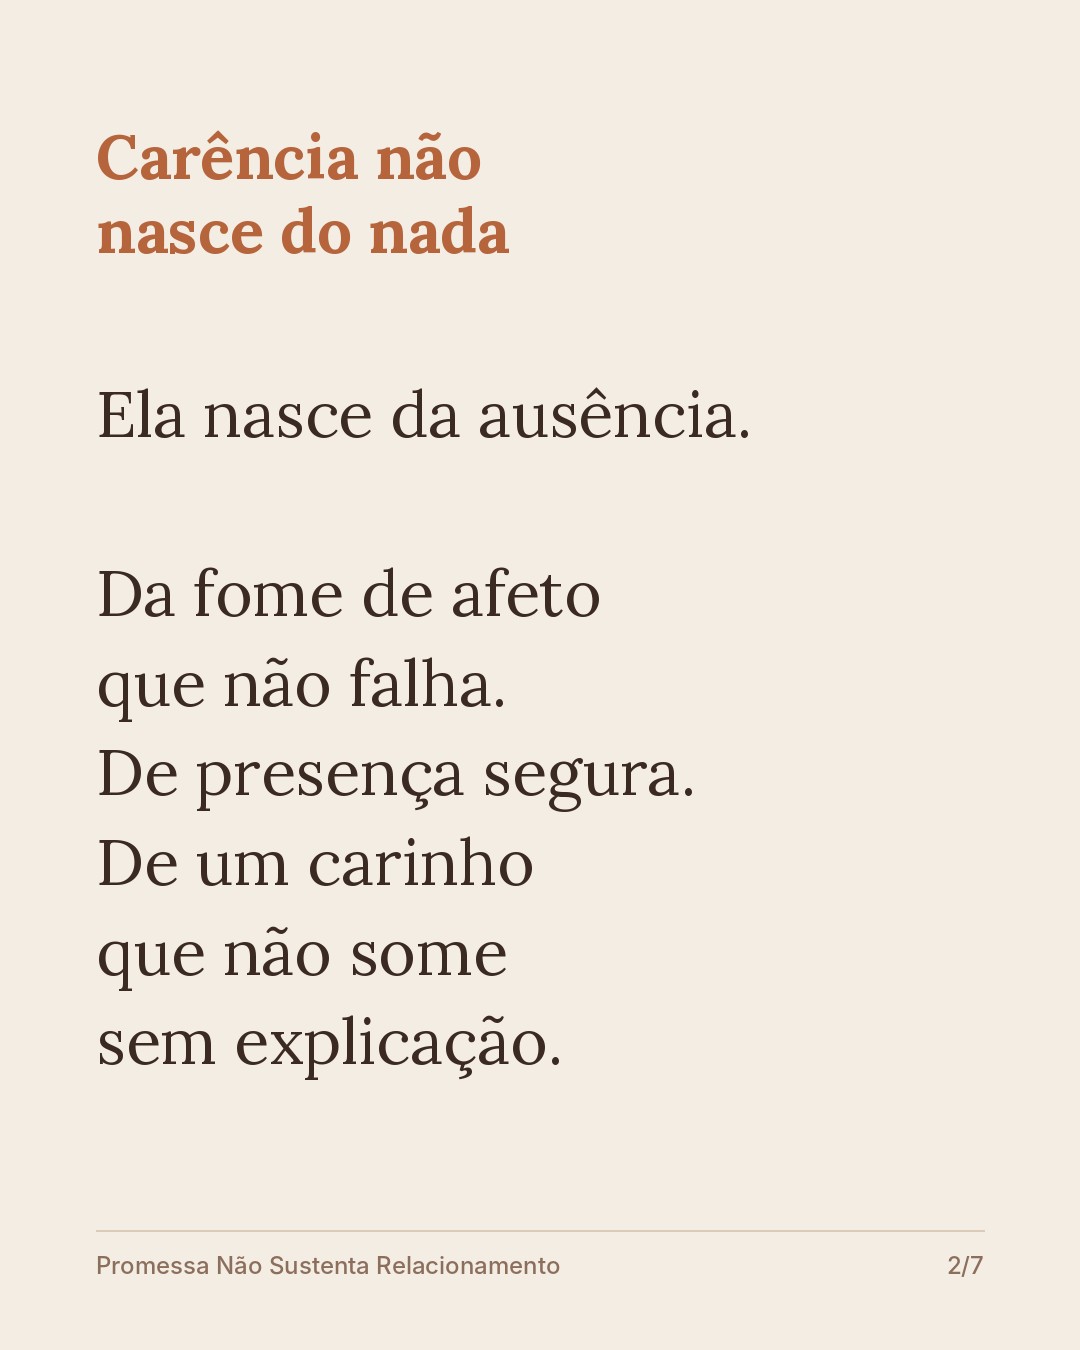 Carência não
nasce do nada
Ela nasce da ausência.
Da fome de afeto
que não falha.
De presença segura.
De um carinho
que não some
sem explicação.
Promessa Não Sustenta Relacionamento
2/7